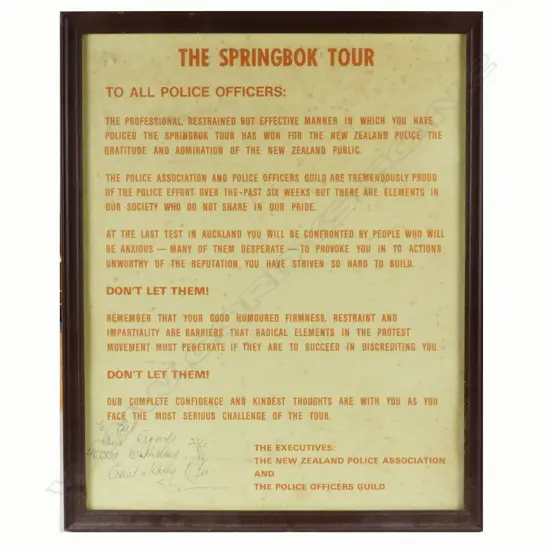 THE SPRINGBOK TOUR
TO ALL POLICE OFFICERS:
THE PROFESSIONAL RESTRAINED BUT EFFECTIVE MANNER IN WHICH YOU HAVE
POLICED THE SPRINGBOK TOUR HAS WON FOR THE NEW ZEALAND POLICE THE
GRATITUDE AND ADMIRATION OF THE NEW ZEALAND PUBLIC.
THE POLICE ASSOCIATION AND POLICE OFFICERS GUILD ARE TREMENDOUSLY PROUD
OF THE POLICE EFFORT OVER THE PAST SIX WEEKS BUT THERE ARE ELEMENTS IN
OUR SOCIETY WHO DO NOT SHARE IN OUR PRIDE.
AT THE LAST TEST IN AUCKLAND YOU WILL BE CONFRONTED BY PEOPLE WHO WILL
BE ANXIOUS — MANY OF THEM DESPERATE — TO PROVOKE YOU IN TO ACTIONS
UNWORTHY OF THE REPUTATION YOU HAVE STRIVEN SO HARD TO BUILD.
DON'T LET THEM!
REMEMBER THAT YOUR GOOD HUMOURED FIRMNESS, RESTRAINT AND
IMPARTIALITY ARE BARRIERS THAT RADICAL ELEMENTS IN THE PROTEST
MOVEMENT MUST PENETRATE IF THEY ARE TO SUCCEED IN DISCREDITING YOU.
DON'T LET THEM!
OUR COMPLETE CONFIDENCE AND KINDEST THOUGHTS ARE WITH YOU AS YOU
FACE THE MOST SERIOUS CHALLENGE OF THE TOUR.
To Bill
Kind Regards
THE EXECUTIVES:
THE NEW ZEALAND POLICE ASSOCIATION
AND
THE POLICE OFFICERS GUILD